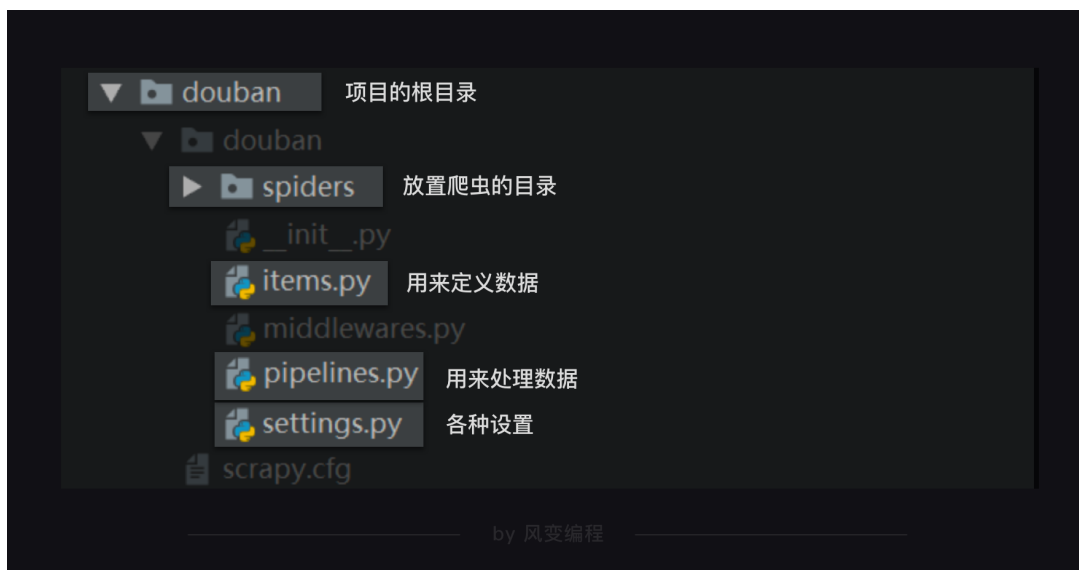 douban 项目的根目录
douban
spiders 放置爬虫的目录
__init__.py
items.py 用来定义数据
middlewares.py
pipelines.py 用来处理数据
settings.py 各种设置
scrapy.cfg
by 风变编程